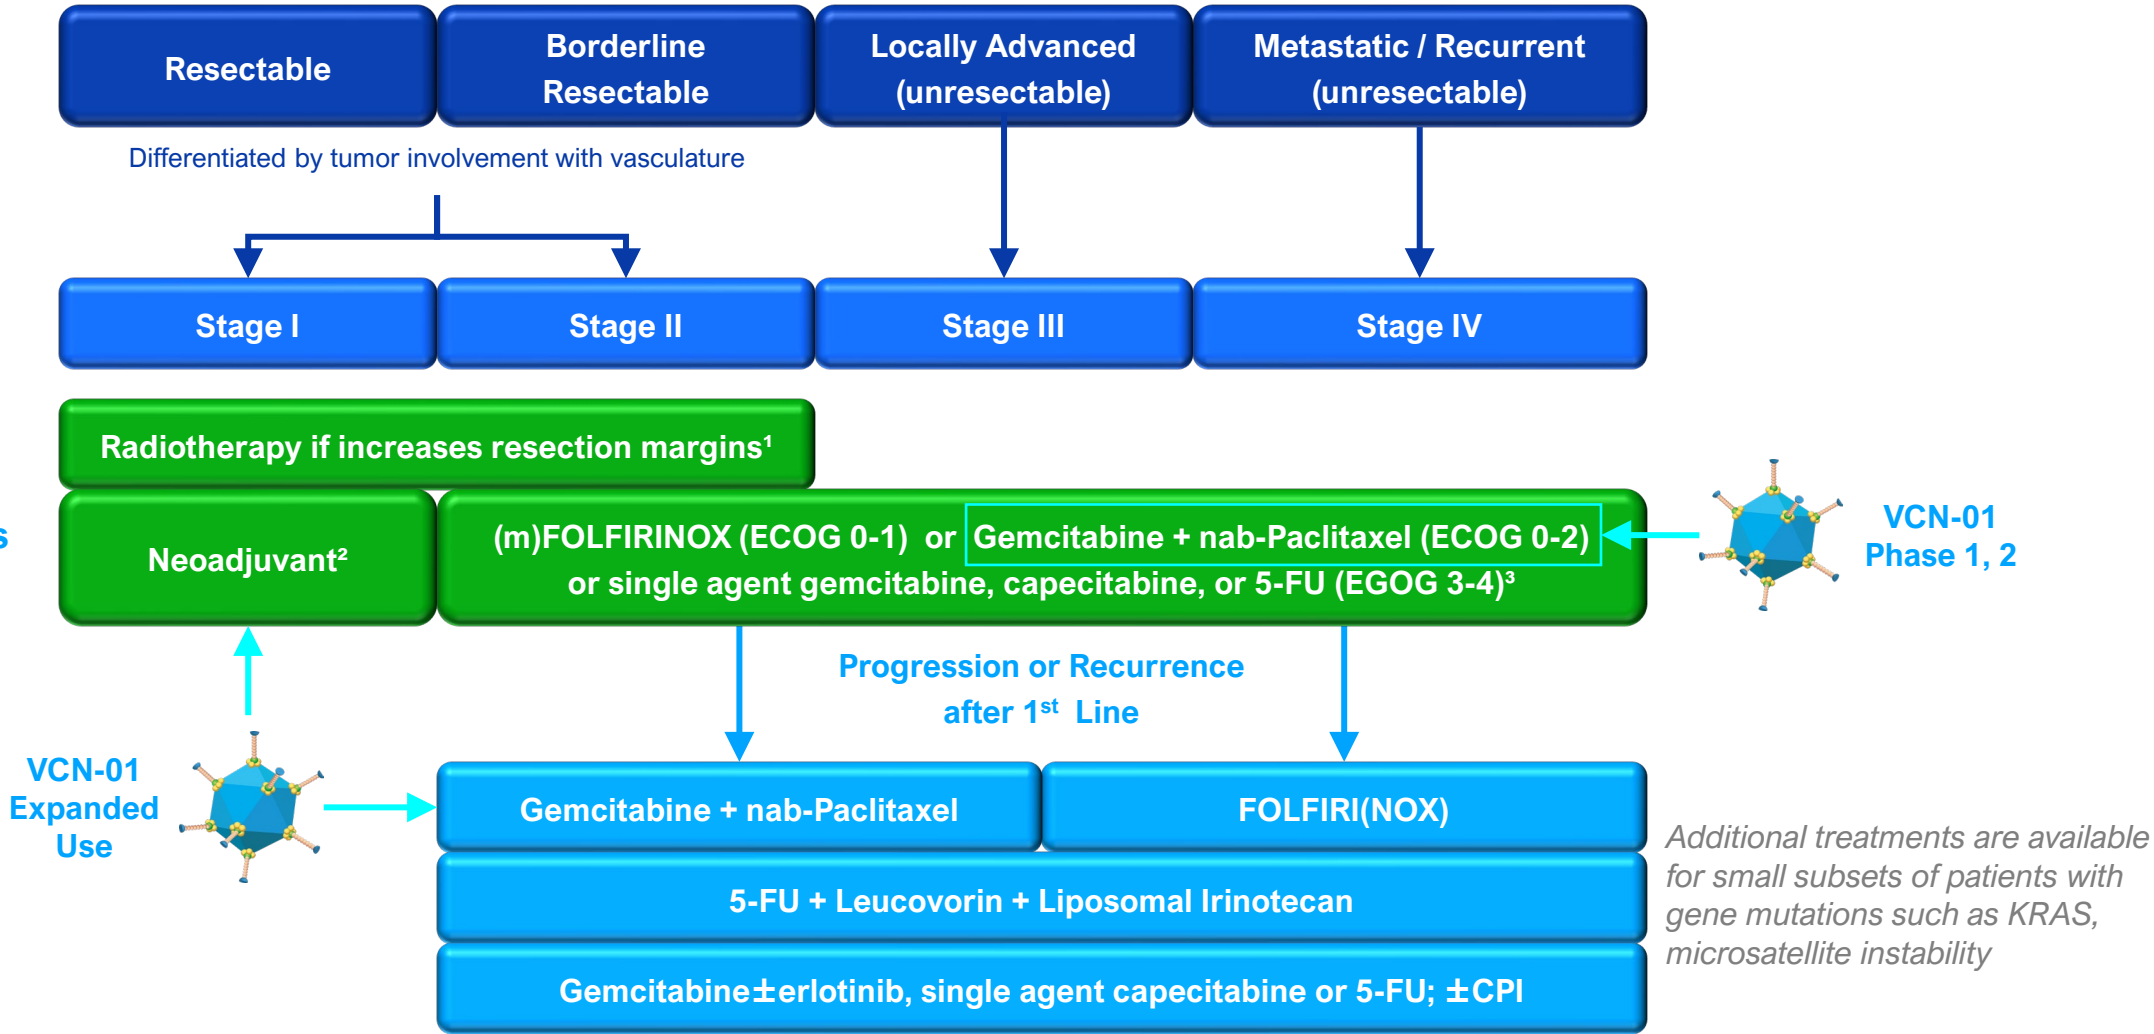 Resectable
Borderline
Resectable
Locally Advanced
(unresectable)
Metastatic / Recurrent
(unresectable)
Differentiated by tumor involvement with vasculature
Stage I
Stage II
Stage III
Stage IV
Radiotherapy if increases resection margins¹
s
Neoadjuvant²
(m)FOLFIRINOX (ECOG 0-1) or Gemcitabine + nab-Paclitaxel (ECOG 0-2)
or single agent gemcitabine, capecitabine, or 5-FU (EGOG 3-4)³
VCN-01
Phase 1, 2
Progression or Recurrence
after 1st Line
VCN-01
Expanded
Use
Gemcitabine + nab-Paclitaxel
FOLFIRI(NOX)
5-FU + Leucovorin + Liposomal Irinotecan
Gemcitabine±erlotinib, single agent capecitabine or 5-FU; ±CPI
Additional treatments are available
for small subsets of patients with
gene mutations such as KRAS,
microsatellite instability